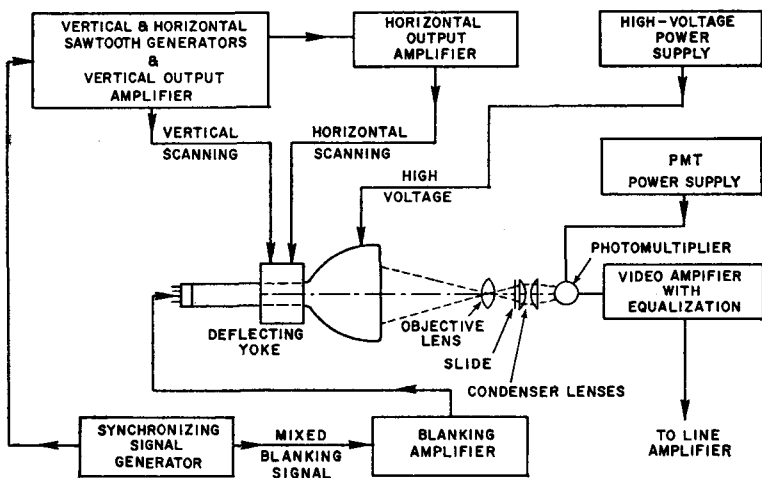 VERTICAL & HORIZONTAL
SAWTOOTH GENERATORS
&
VERTICAL OUTPUT
AMPLIFIER
HORIZONTAL
OUTPUT
AMPLIFIER
HIGH-VOLTAGE
POWER
SUPPLY
VERTICAL
SCANNING
HORIZONTAL
SCANNING
HIGH
VOLTAGE
PMT
POWER SUPPLY
PHOTOMULTIPLIER
VIDEO AMPIFIER
WITH
EQUALIZATION
DEFLECTING
YOKE
OBJECTIVE
LENS
SLIDE
CONDENSER LENSES
SYNCHRONIZING
SIGNAL
GENERATOR
MIXED
BLANKING
SIGNAL
BLANKING
AMPLIFIER
TO LINE
AMPLIFIER